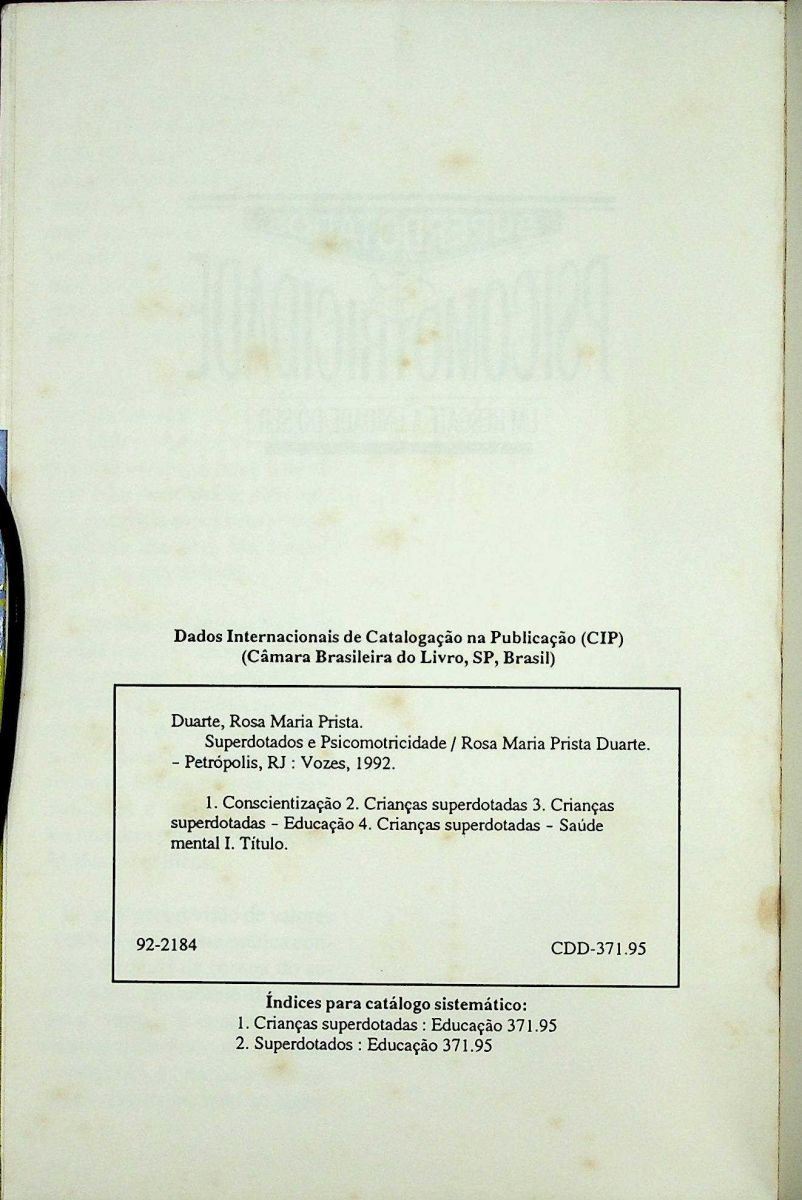 Dados Internacionais de Catalogação na Publicação (CIP)
(Câmara Brasileira do Livro, SP, Brasil)
Duarte, Rosa Maria Prista.
Superdotados e Psicomotricidade / Rosa Maria Prista Duarte.
– Petrópolis, RJ : Vozes, 1992.
1. Conscientização 2. Crianças superdotadas 3. Crianças
superdotadas – Educação 4. Crianças superdotadas – Saúde
mental I. Título.
92-2184
CDD-371.95
Índices para catálogo sistemático:
1. Crianças superdotadas : Educação 371.95
2. Superdotados : Educação 371.95